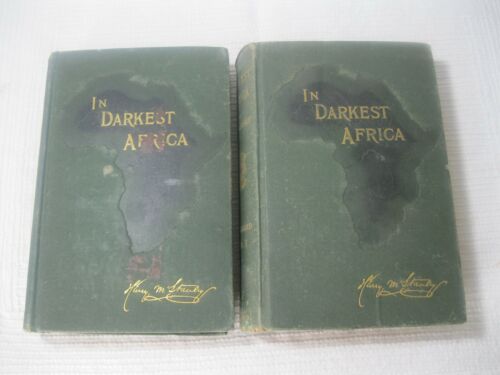 In
Darkest
Africa
Henry M Stanley
In
Darkest
Africa
Henry M Stanley